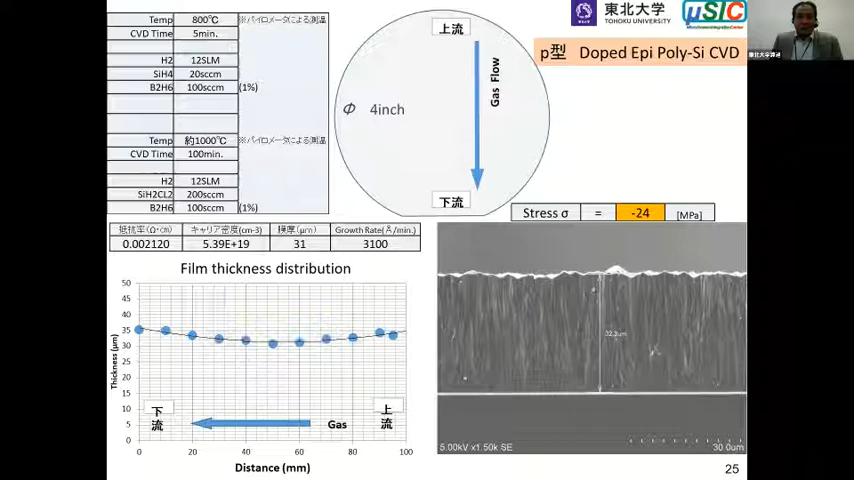 東北大学
TOHOKU UNIVERSITY
μSIC
p型 Doped Epi Poly-Si CVD
Temp 800℃ ※パイロメータによる測温
CVD Time 5min.
H2 12SLM
SiH4 20sccm
B2H6 100sccm (1%)
Temp 約1000℃ ※パイロメータによる測温
CVD Time 100min.
H2 12SLM
SiH2CL2 200sccm
B2H6 100sccm (1%)
上流
Gas Flow
Φ 4inch
下流
Stress σ = -24 [MPa]
抵抗率(Ω・cm) キャリア密度(cm-3) 膜厚(μm) Growth Rate(Å/min.)
0.002120 5.39E+19 31 3100
Film thickness distribution
Thickness (μm)
50
45
40
35
30
25
20
15
10
5
0
下流
Gas
上流
0 20 40 60 80 100
Distance (mm)
32.3um
5.00kV x1.50k SE 30.0um
25